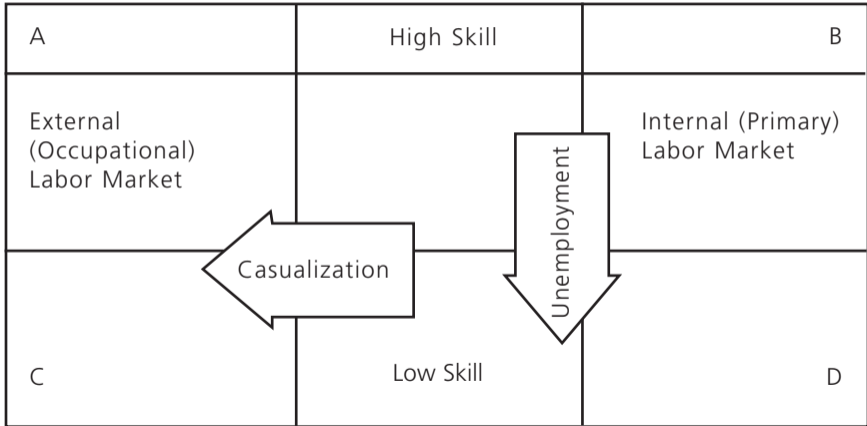 A
High Skill
B
External
(Occupational)
Labor Market
Internal (Primary)
Labor Market
Unemployment
Casualization
C
Low Skill
D